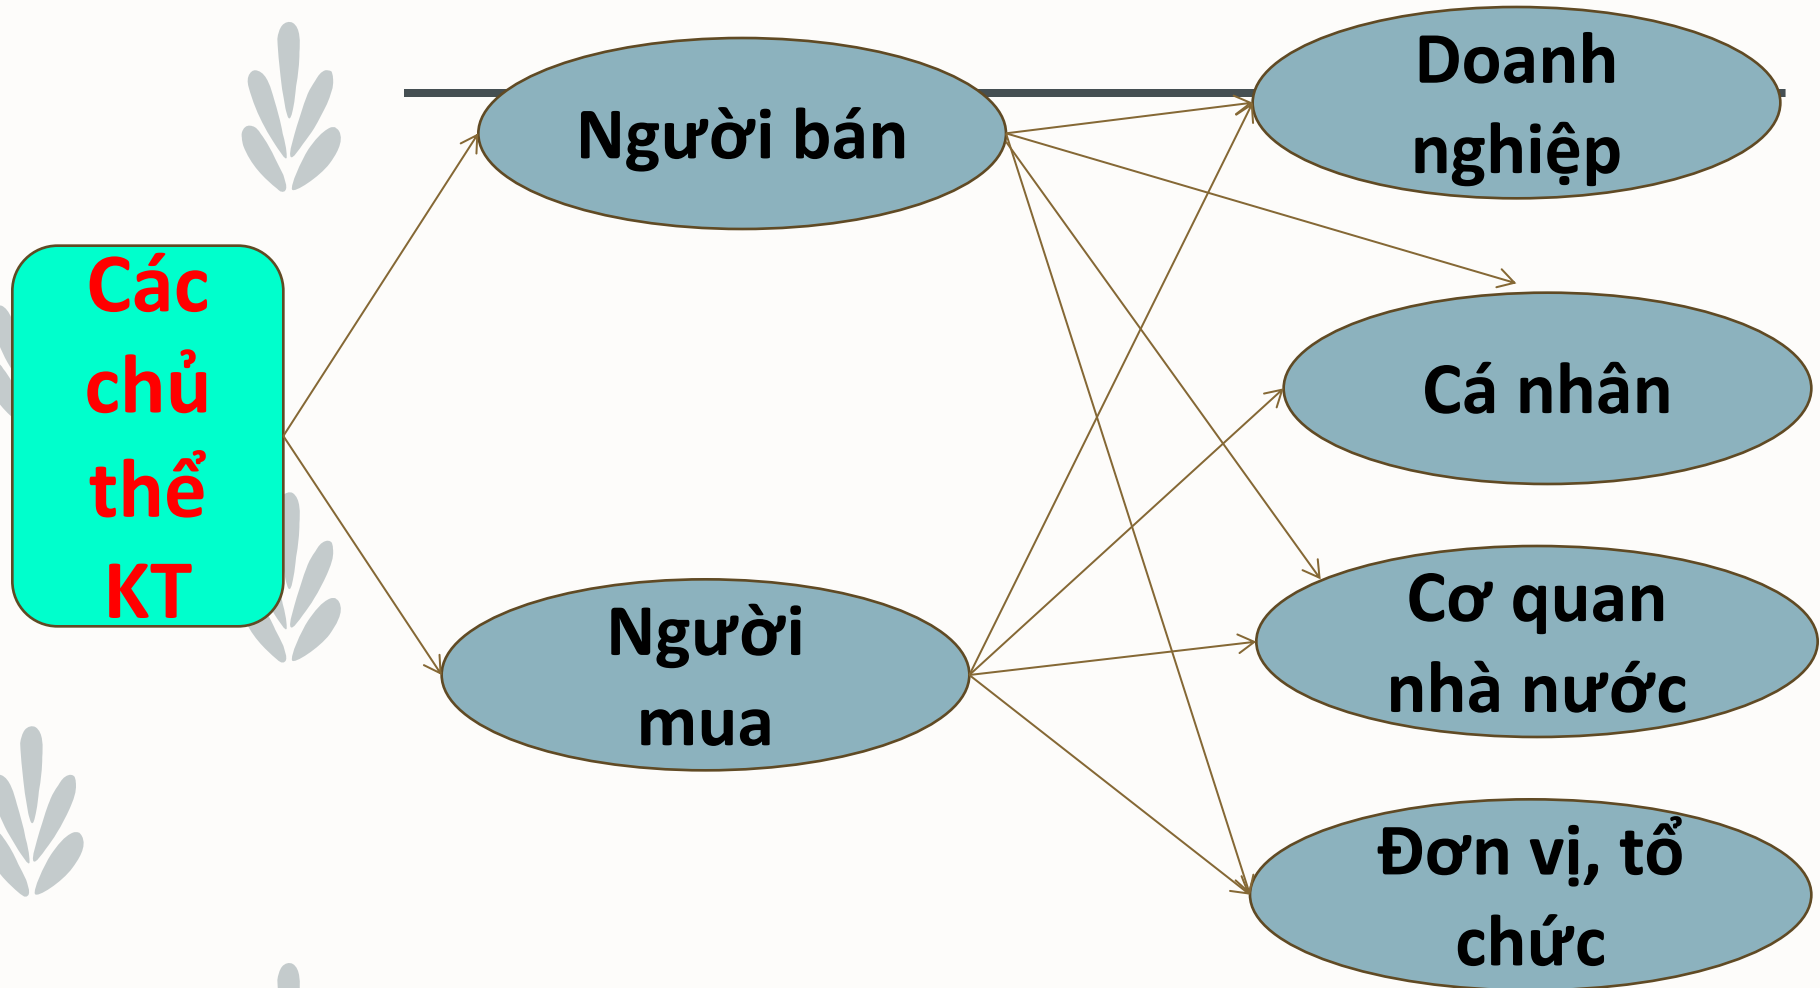 Các
chủ
thể
KT
Người bán
Người
mua
Doanh
nghiệp
Cá nhân
Cơ quan
nhà nước
Đơn vị, tổ
chức